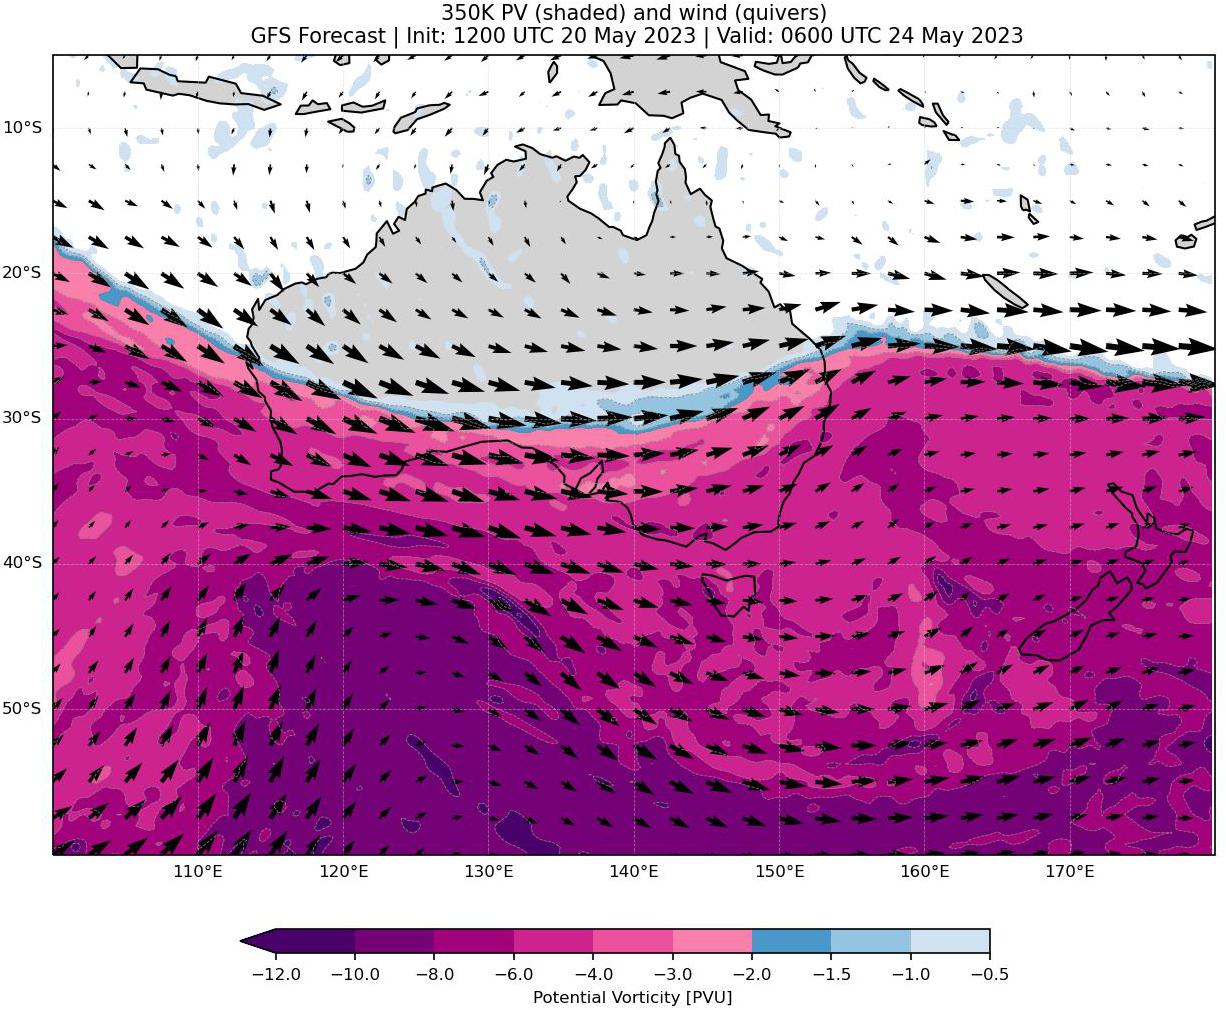 350K PV (shaded) and wind (quivers)
GFS Forecast | Init: 1200 UTC 20 May 2023 | Valid: 0600 UTC 24 May 2023
10°S
20°S
30°S
40°S
50°S
110°E 120°E 130°E 140°E 150°E 160°E 170°E
−12.0 −10.0 −8.0 −6.0 −4.0 −3.0 −2.0 −1.5 −1.0 −0.5
Potential Vorticity [PVU]